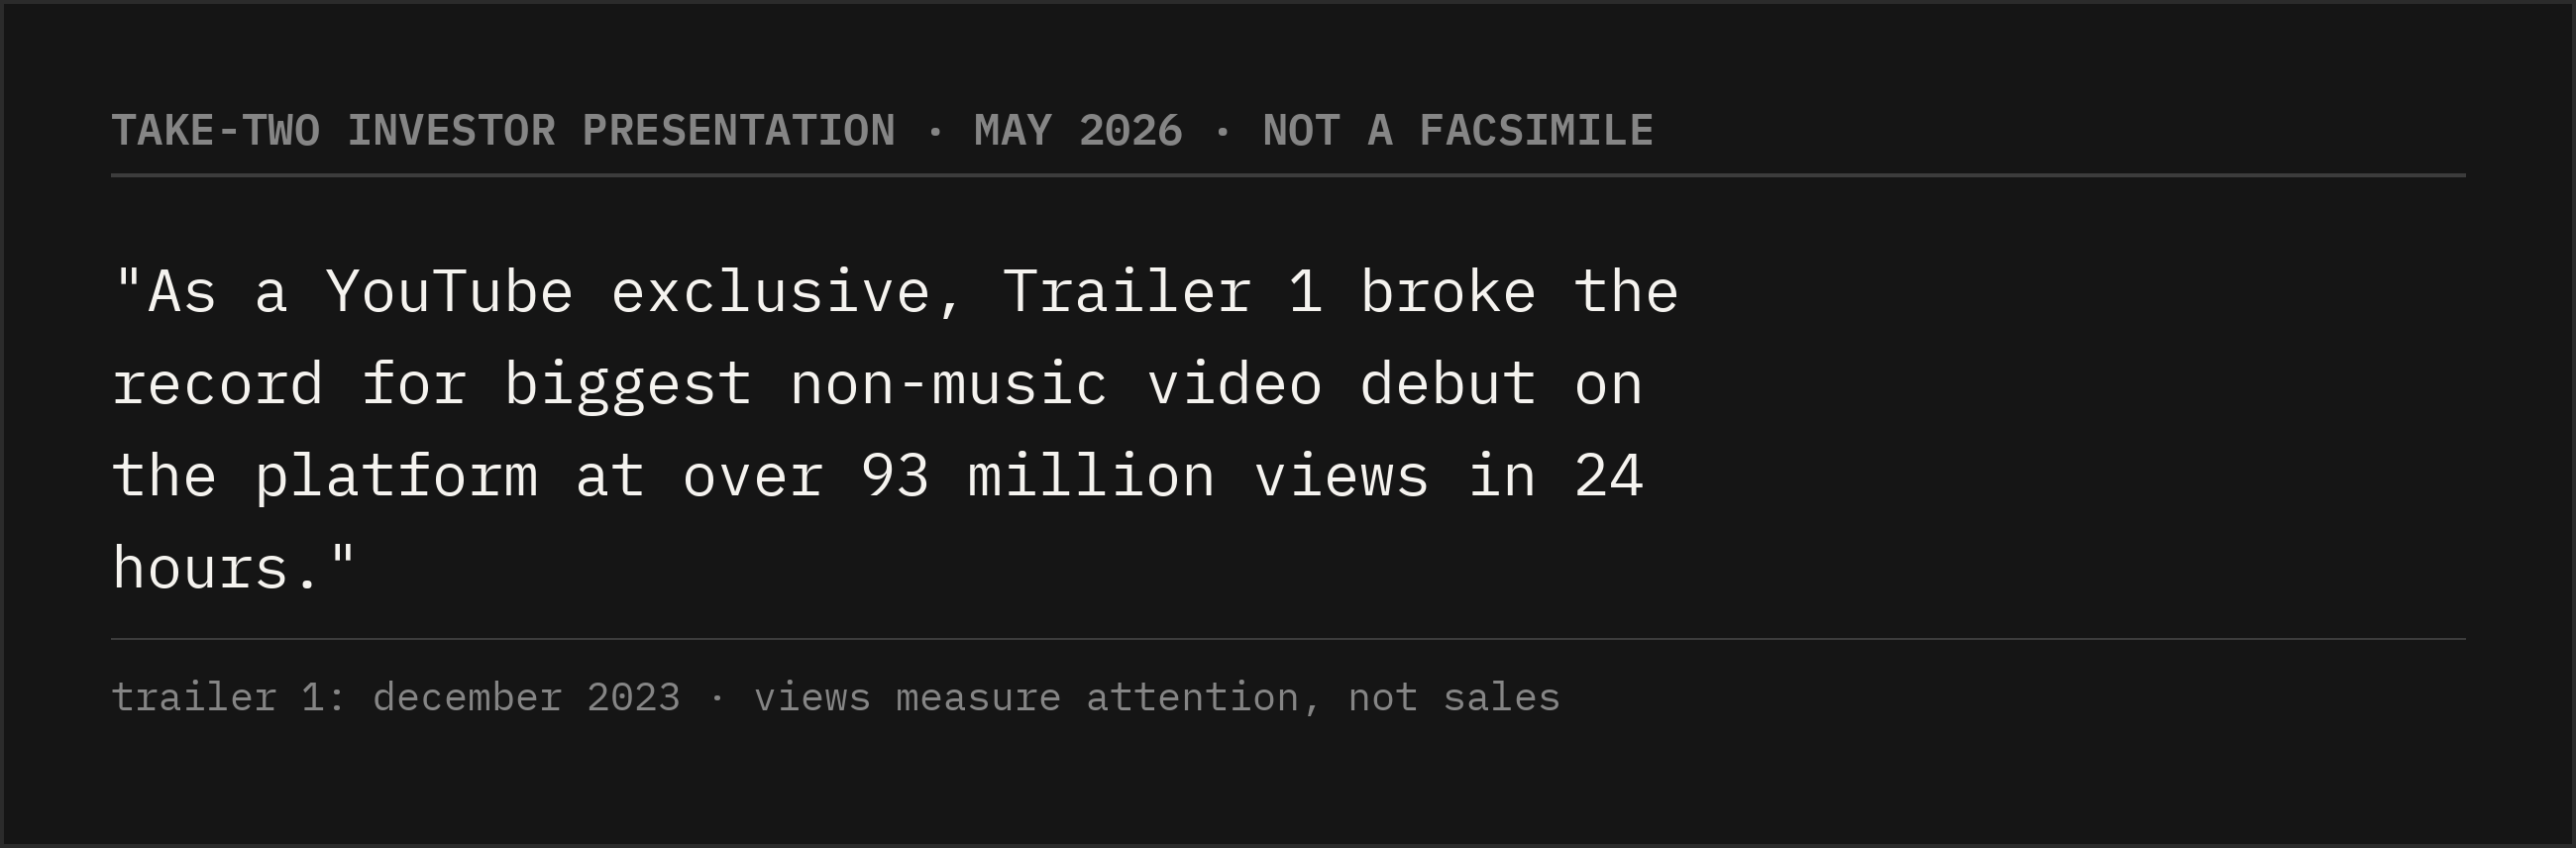 TAKE-TWO INVESTOR PRESENTATION · MAY 2026 · NOT A FACSIMILE
"As a YouTube exclusive, Trailer 1 broke the
record for biggest non-music video debut on
the platform at over 93 million views in 24
hours."
trailer 1: december 2023 · views measure attention, not sales